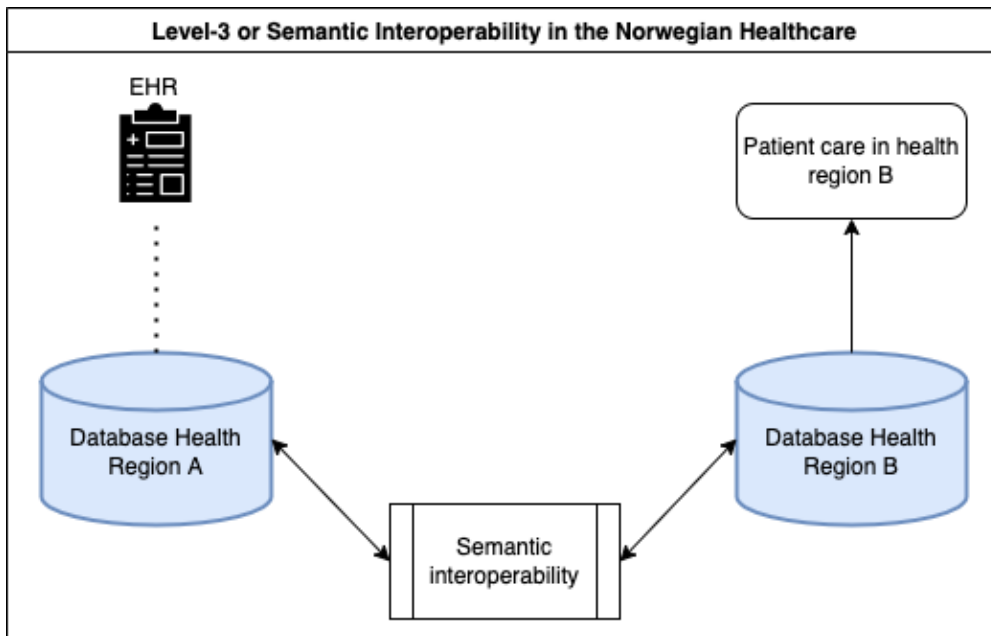 Level-3 or Semantic Interoperability in the Norwegian Healthcare
EHR
Patient care in health
region B
Database Health
Region A
Database Health
Region B
Semantic
interoperability